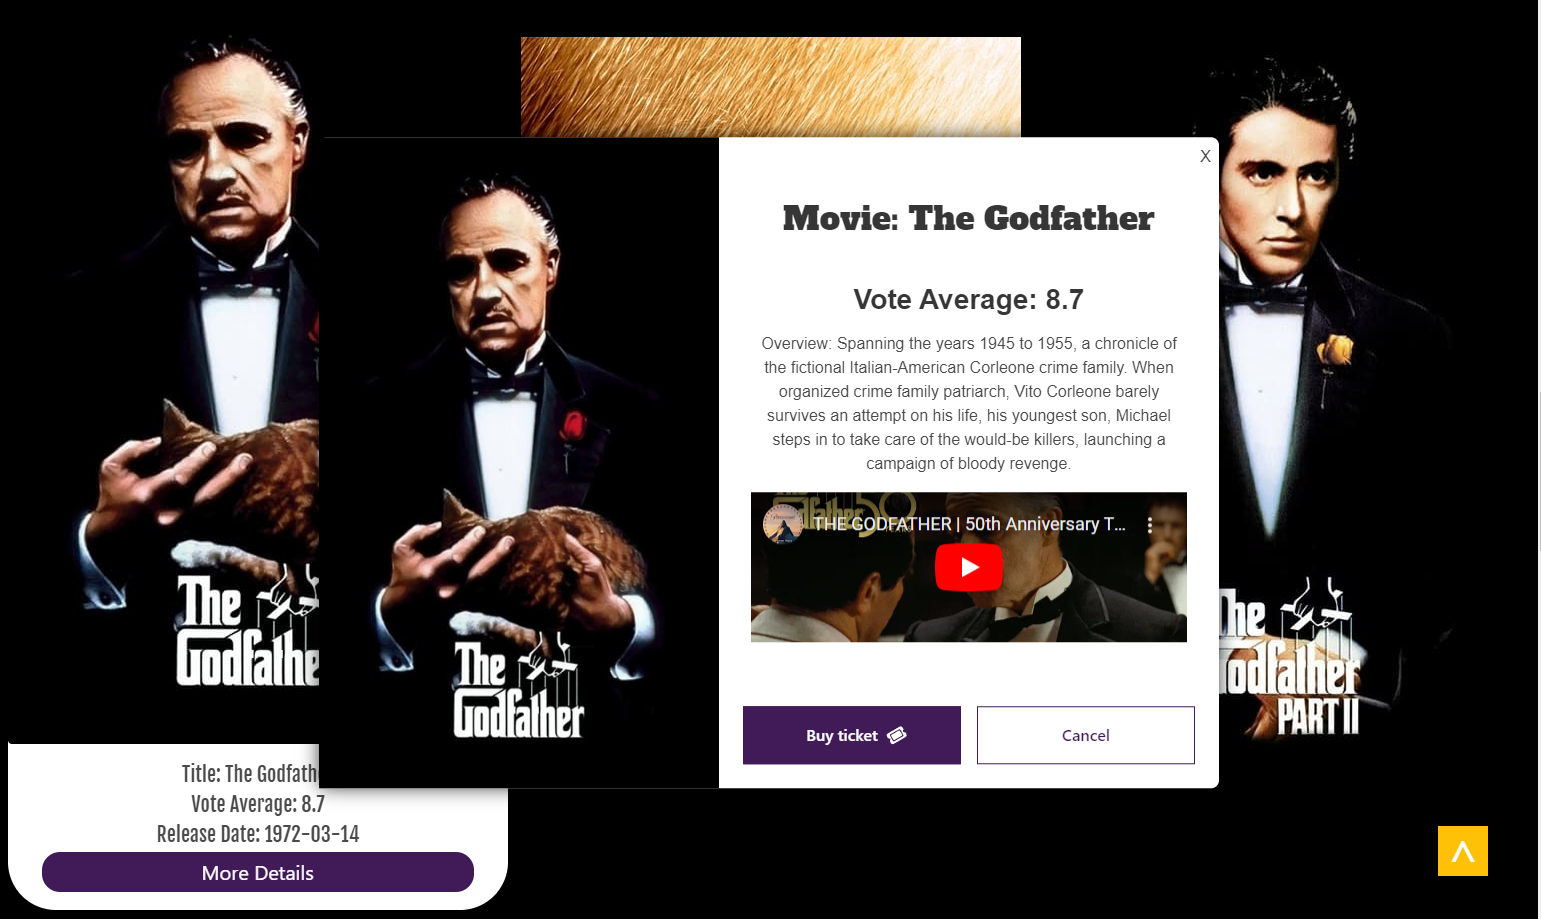 The
Godfathe
Title: The Godfath
Vote Average: 8.7
Release Date: 1972-03-14
More Details
The
Godfather
X
Movie: The Godfather
Vote Average: 8.7
Overview: Spanning the years 1945 to 1955, a chronicle of
the fictional Italian-American Corleone crime family. When
organized crime family patriarch, Vito Corleone barely
survives an attempt on his life, his youngest son, Michael
steps in to take care of the would-be killers, launching a
campaign of bloody revenge.
The
Godfather 50
THE GODFATHER | 50th Anniversary T...
Buy ticket
Cancel
The
Godfather
PART II